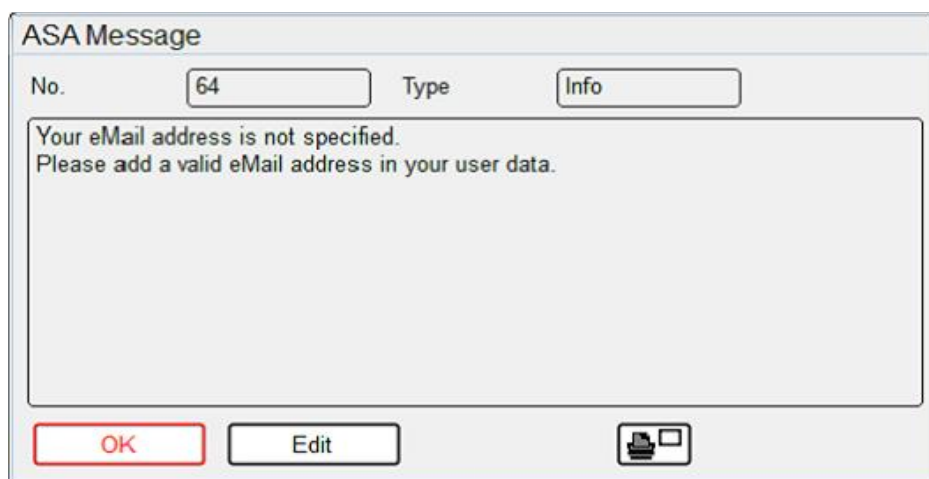 ASA Message
No. 64 Type Info
Your eMail address is not specified.
Please add a valid eMail address in your user data.
OK Edit